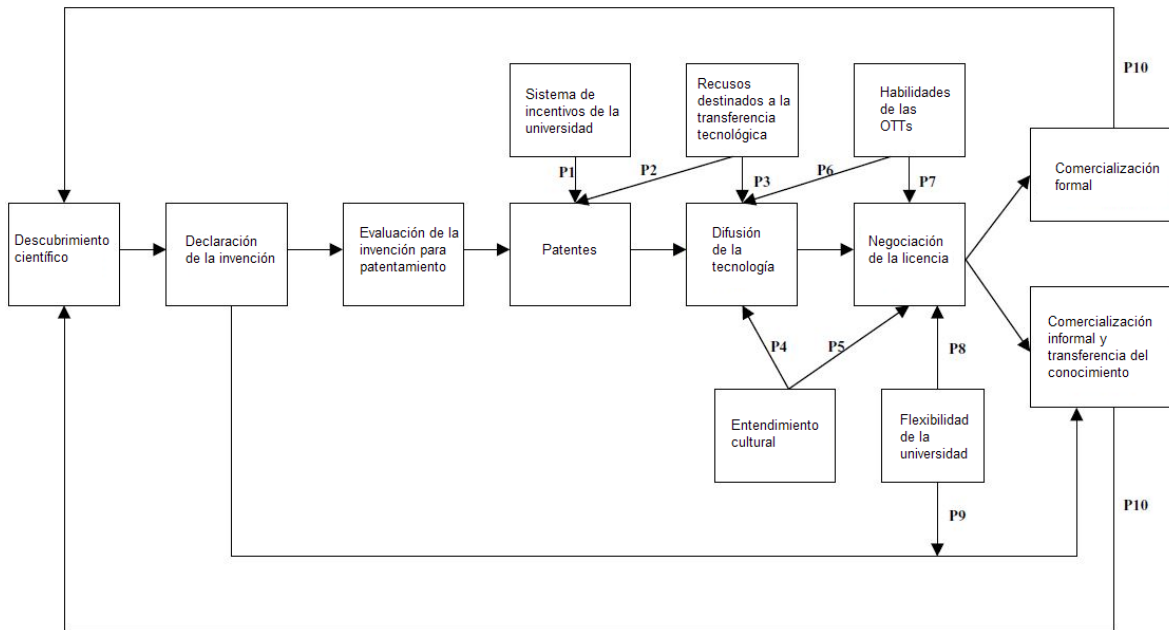 P10
Sistema de
incentivos de la
universidad
Recusos
destinados a la
transferencia
tecnológica
Habilidades
de las
OTTs
P1
P2
P3
P6
P7
Comercialización
formal
Descubrimiento
científico
Declaración
de la invención
Evaluación de la
invención para
patentamiento
Patentes
Difusión
de la
tecnología
Negociación
de la licencia
Comercialización
informal y
transferencia del
conocimiento
P4
P5
P8
Entendimiento
cultural
Flexibilidad
de la
universidad
P9
P10